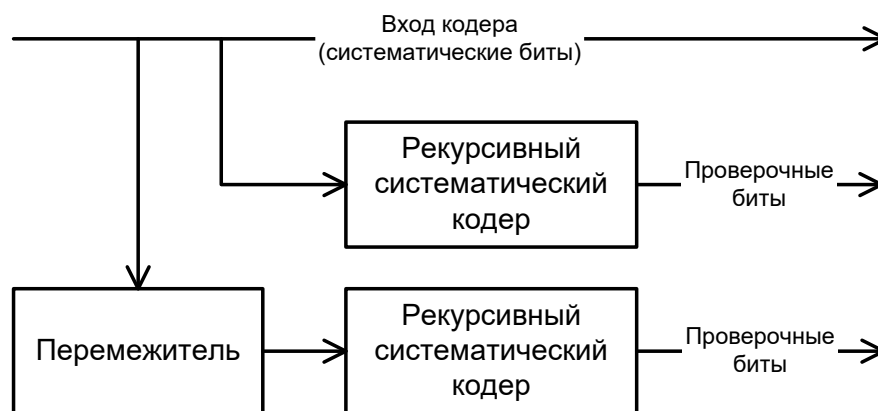 Вход кодера
(систематические биты)
Рекурсивный
систематический
кодер
Проверочные
биты
Перемежитель
Рекурсивный
систематический
кодер
Проверочные
биты